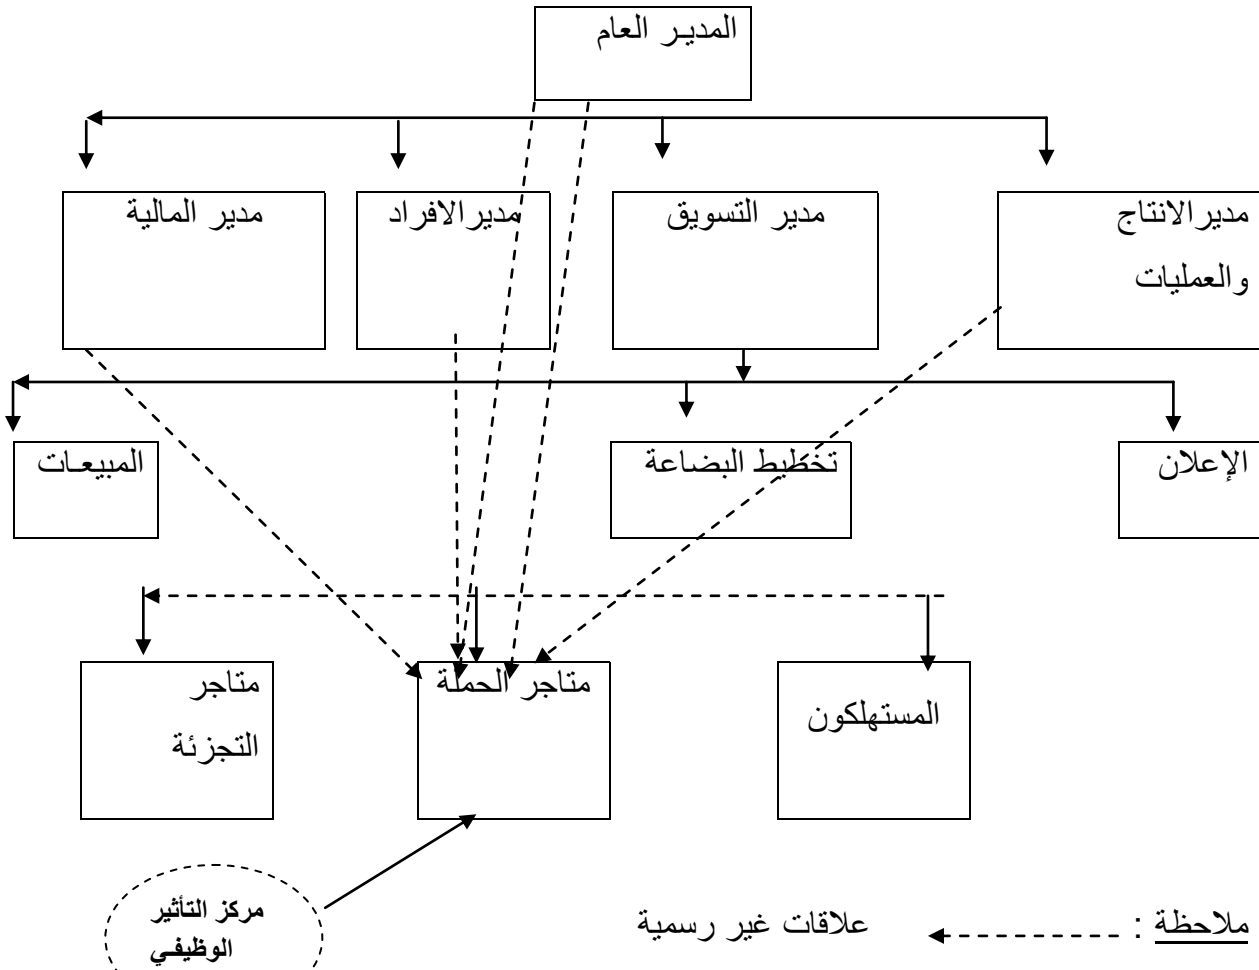 المديـر العام
مديرالانتاج
والعمليات
مدير التسويق
مديرالافراد
مدير المالية
الإعلان
تخطيط البضاعة
المبيعـات
المستهلكون
متاجر الحملة
متاجر
التجزئة
مركز التأثير
الوظيفـي
ملاحظة :
علاقات غير رسمية